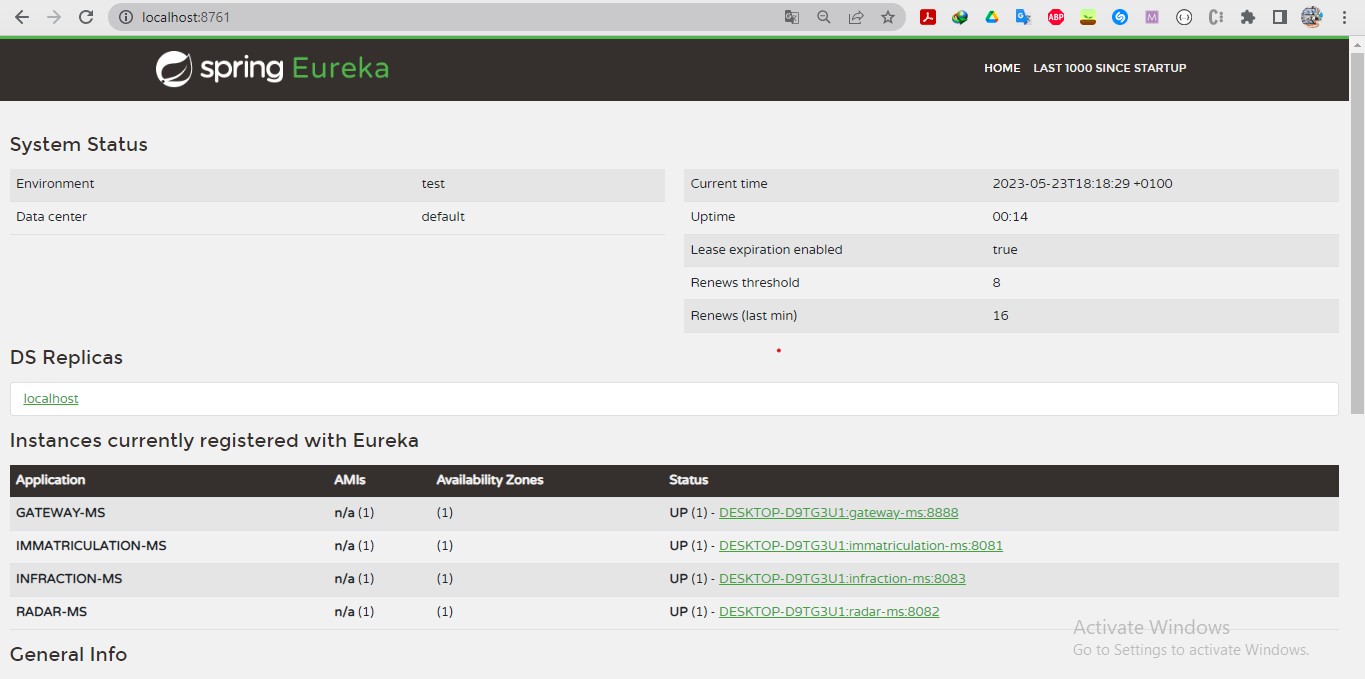 localhost:8761
ABP
M
spring Eureka
HOME LAST 1000 SINCE STARTUP
System Status
Environment test
Data center default
Current time 2023-05-23T18:18:29 +0100
Uptime 00:14
Lease expiration enabled true
Renews threshold 8
Renews (last min) 16
DS Replicas
localhost
Instances currently registered with Eureka
Application AMIs Availability Zones Status
GATEWAY-MS n/a (1) (1) UP (1) - DESKTOP-D9TG3U1:gateway-ms:8888
IMMATRICULATION-MS n/a (1) (1) UP (1) - DESKTOP-D9TG3U1:immatriculation-ms:8081
INFRACTION-MS n/a (1) (1) UP (1) - DESKTOP-D9TG3U1:infraction-ms:8083
RADAR-MS n/a (1) (1) UP (1) - DESKTOP-D9TG3U1:radar-ms:8082
Activate Windows
Go to Settings to activate Windows.
General Info